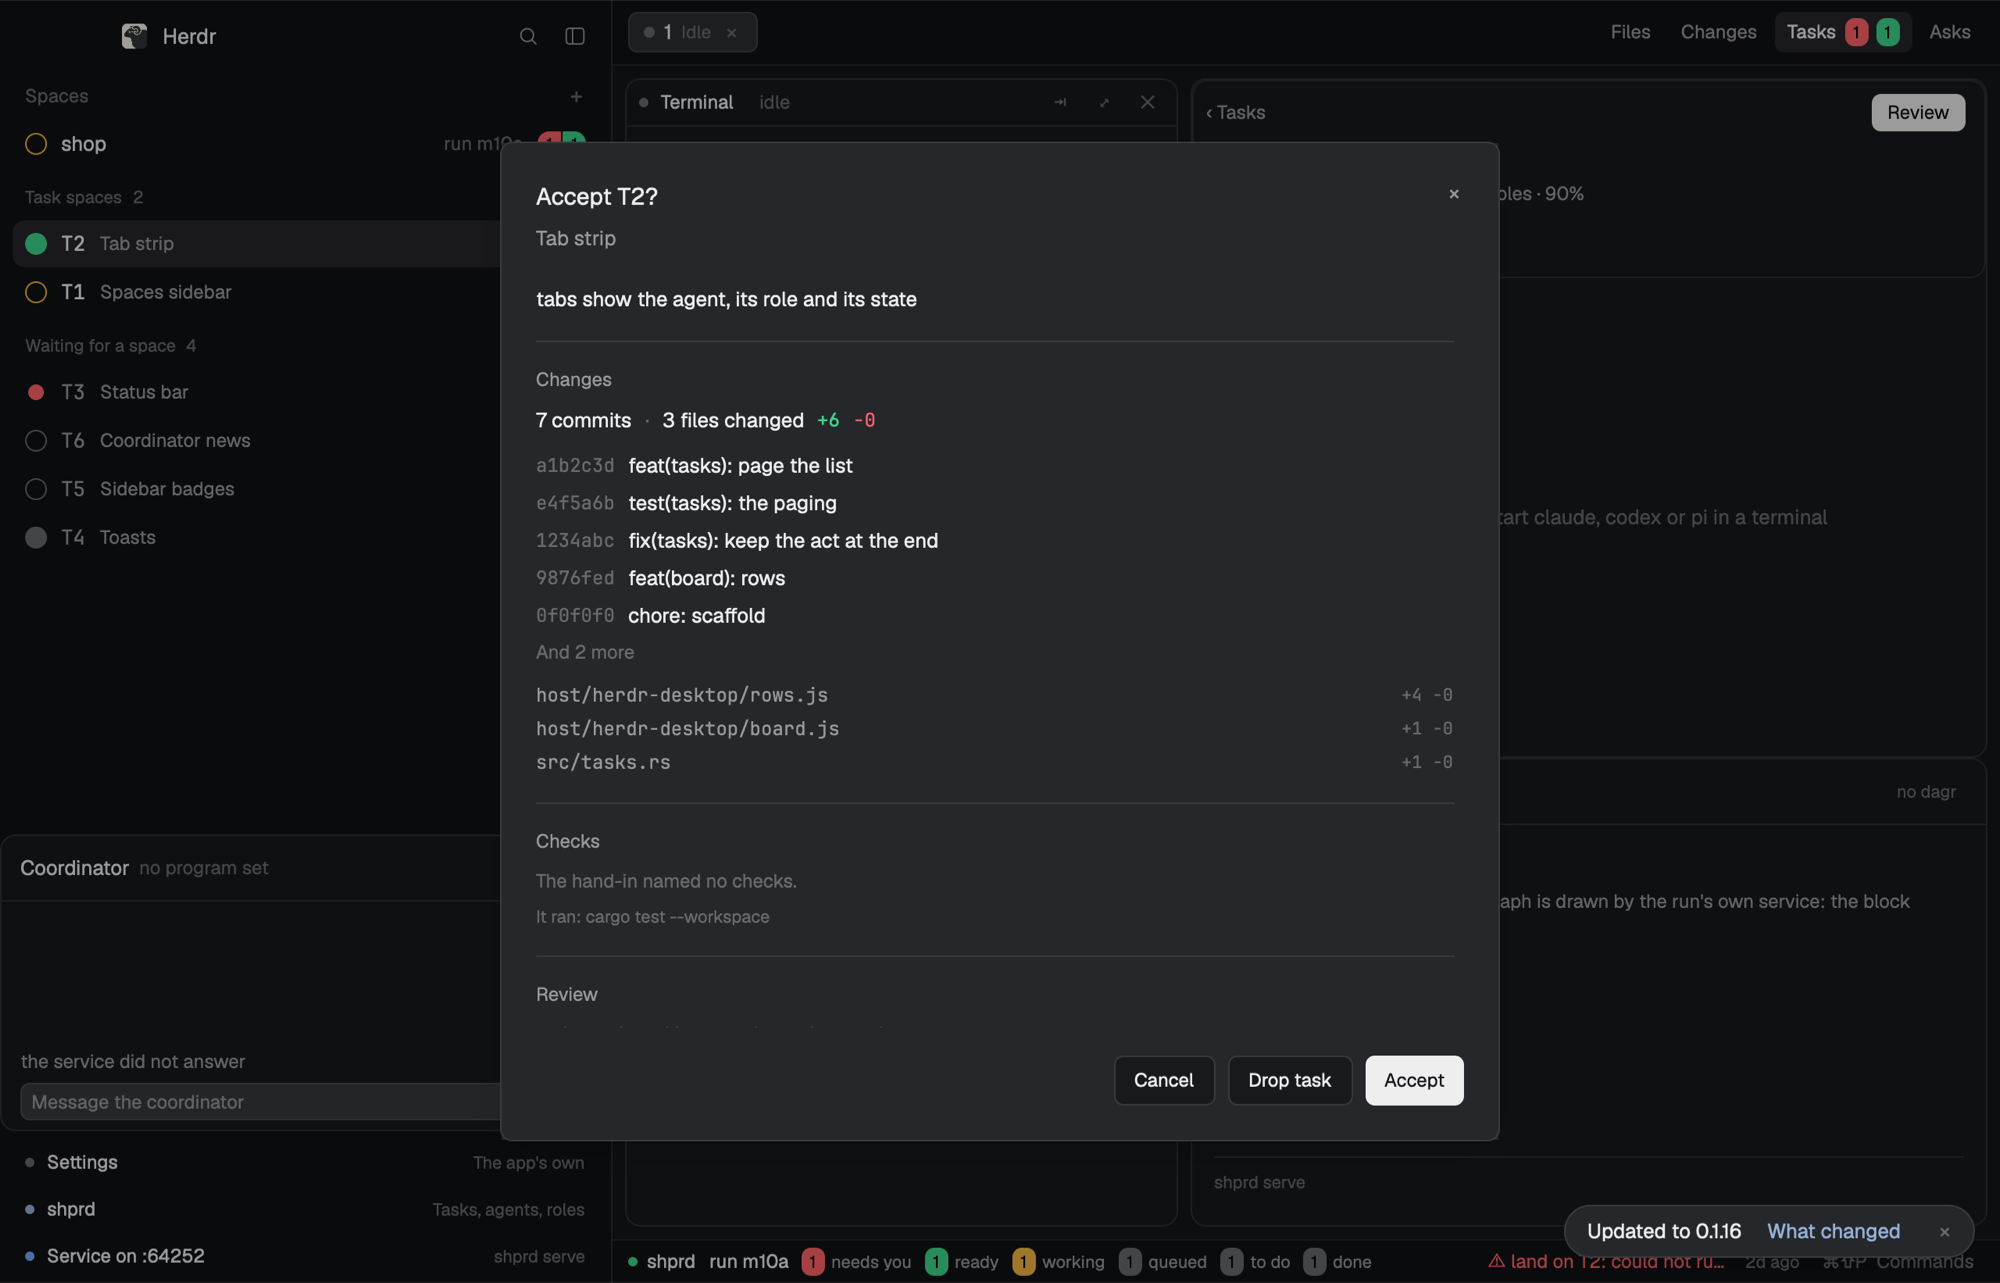 Herdr
1 Idle ×
Files Changes Tasks 1 1 Asks
Spaces +
shop run m10a 1 1
Task spaces 2
T2 Tab strip
T1 Spaces sidebar
Waiting for a space 4
T3 Status bar
T6 Coordinator news
T5 Sidebar badges
T4 Toasts
Coordinator no program set
the service did not answer
Message the coordinator
Settings The app's own
shprd Tasks, agents, roles
Service on :64252 shprd serve
Terminal idle
‹ Tasks
Review
· 90%
tart claude, codex or pi in a terminal
no dagr
aph is drawn by the run's own service: the block
shprd serve
Accept T2? ×
Tab strip
tabs show the agent, its role and its state
Changes
7 commits · 3 files changed +6 -0
a1b2c3d feat(tasks): page the list
e4f5a6b test(tasks): the paging
1234abc fix(tasks): keep the act at the end
9876fed feat(board): rows
0f0f0f0 chore: scaffold
And 2 more
host/herdr-desktop/rows.js +4 -0
host/herdr-desktop/board.js +1 -0
src/tasks.rs +1 -0
Checks
The hand-in named no checks.
It ran: cargo test --workspace
Review
Cancel Drop task Accept
Updated to 0.1.16 What changed ×
shprd run m10a 1 needs you 1 ready 1 working 1 queued 1 to do 1 done
land on T2: could not ru... 2d ago ⌘⇧P Commands